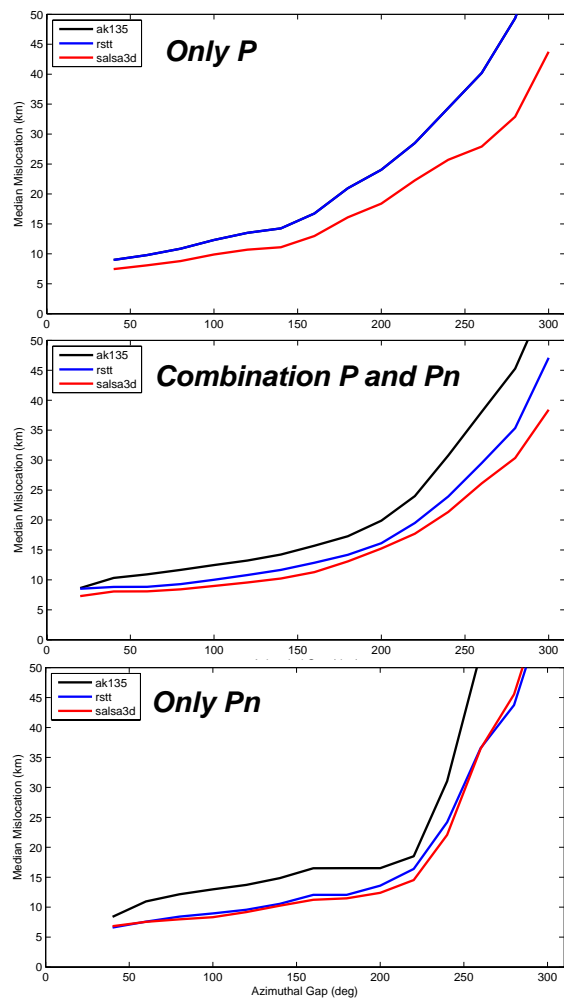 50
45
40
35
30
25
20
15
10
5
0
Median Mislocation (km)
ak135
rstt
salsa3d
Only P
0 50 100 150 200 250 300
50
45
40
35
30
25
20
15
10
5
0
Median Mislocation (km)
ak135
rstt
salsa3d
Combination P and Pn
0 50 100 150 200 250 300
50
45
40
35
30
25
20
15
10
5
0
Median Mislocation (km)
ak135
rstt
salsa3d
Only Pn
0 50 100 150 200 250 300
Azimuthal Gap (deg)